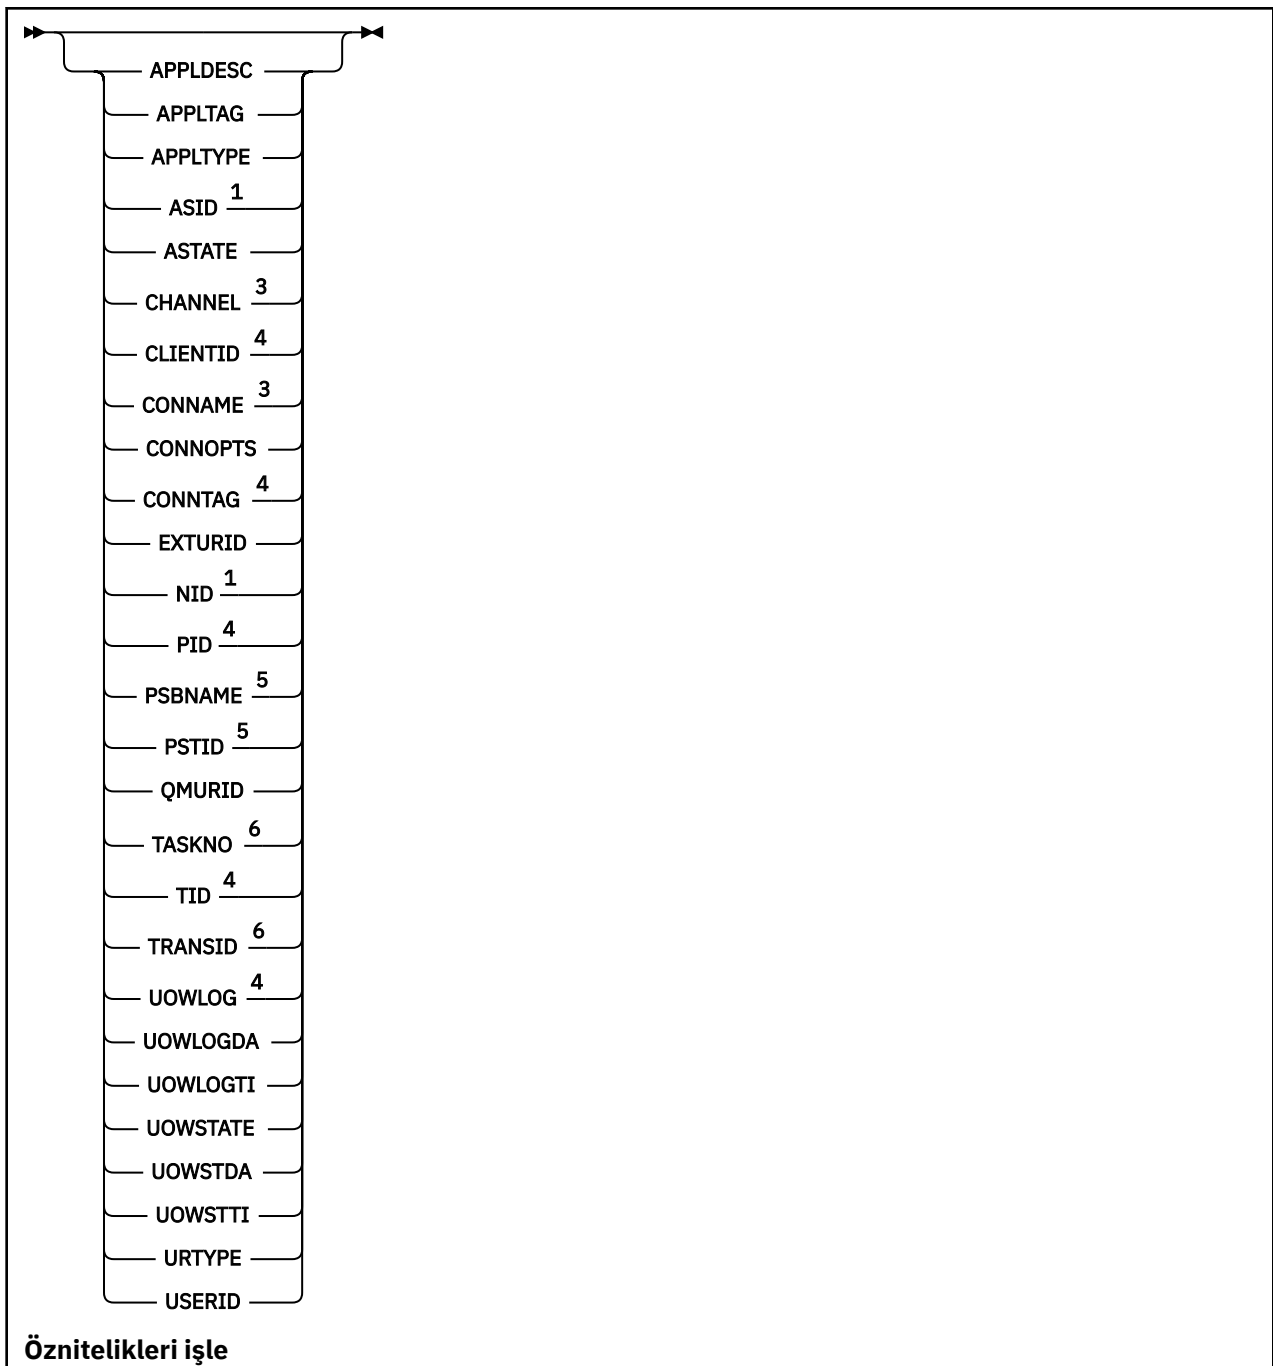 APPLDESC
APPLTAG
APPLTYPE
ASID 1
ASTATE
CHANNEL 3
CLIENTID 4
CONNAME 3
CONNOPTS
CONNTAG 4
EXTURID
NID 1
PID 4
PSBNAME 5
PSTID 5
QMURID
TASKNO 6
TID 4
TRANSID 6
UOWLOG 4
UOWLOGDA
UOWLOGTI
UOWSTATE
UOWSTDA
UOWSTTI
URTYPE
USERID
Öznitelikleri işle